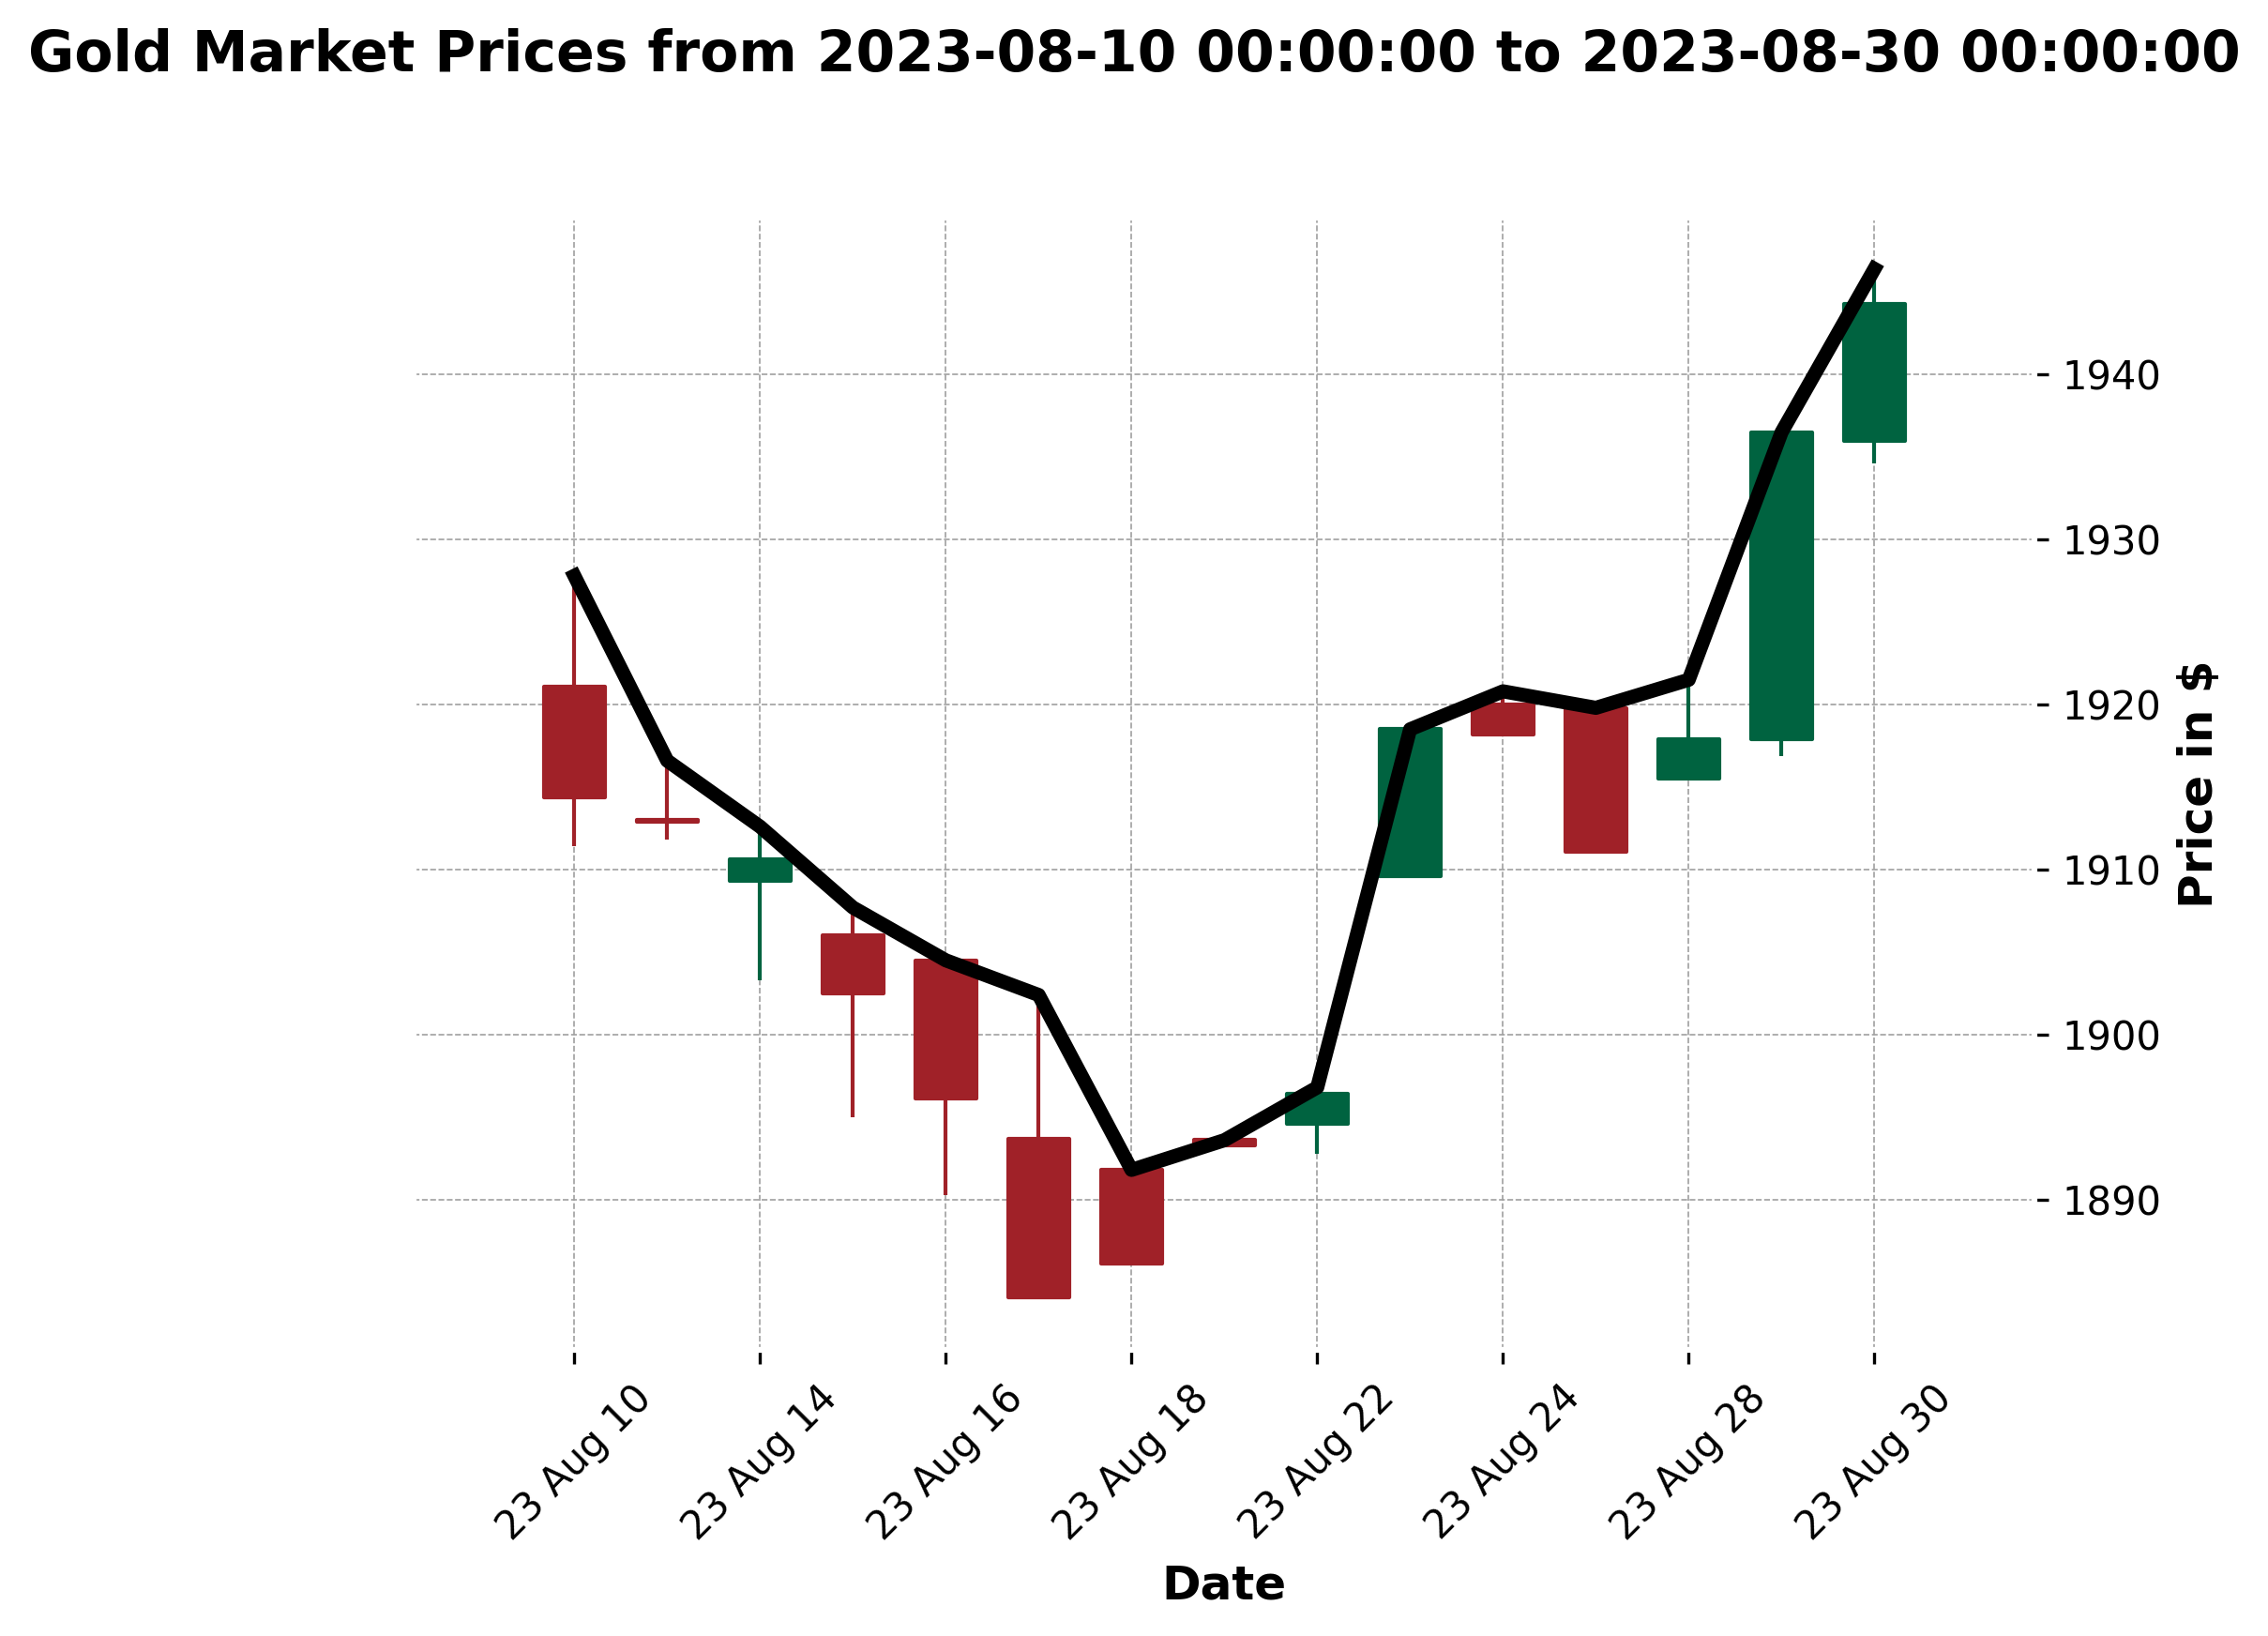 Gold Market Prices from 2023-08-10 00:00:00 to 2023-08-30 00:00:00
1940
1930
1920
1910
1900
1890
Price in $
23 Aug 10
23 Aug 14
23 Aug 16
23 Aug 18
23 Aug 22
23 Aug 24
23 Aug 28
23 Aug 30
Date